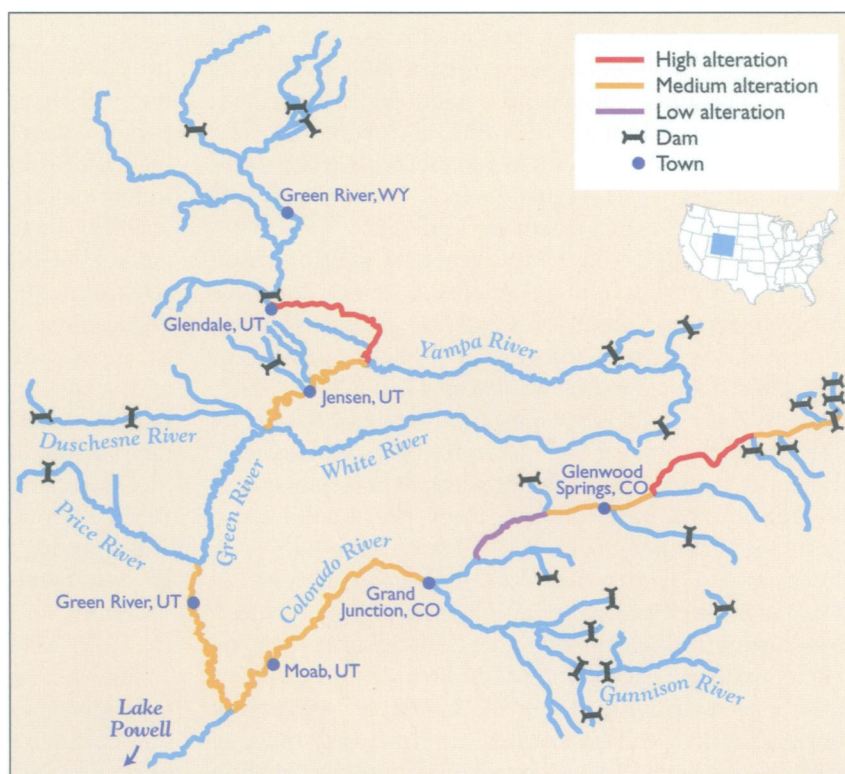 High alteration
Medium alteration
Low alteration
Dam
Town
Green River, WY
Glendale, UT
Yampa River
Jensen, UT
Duschesne River
White River
Green River
Glenwood
Springs, CO
Price River
Colorado River
Green River, UT
Grand
Junction, CO
Moab, UT
Gunnison River
Lake
Powell